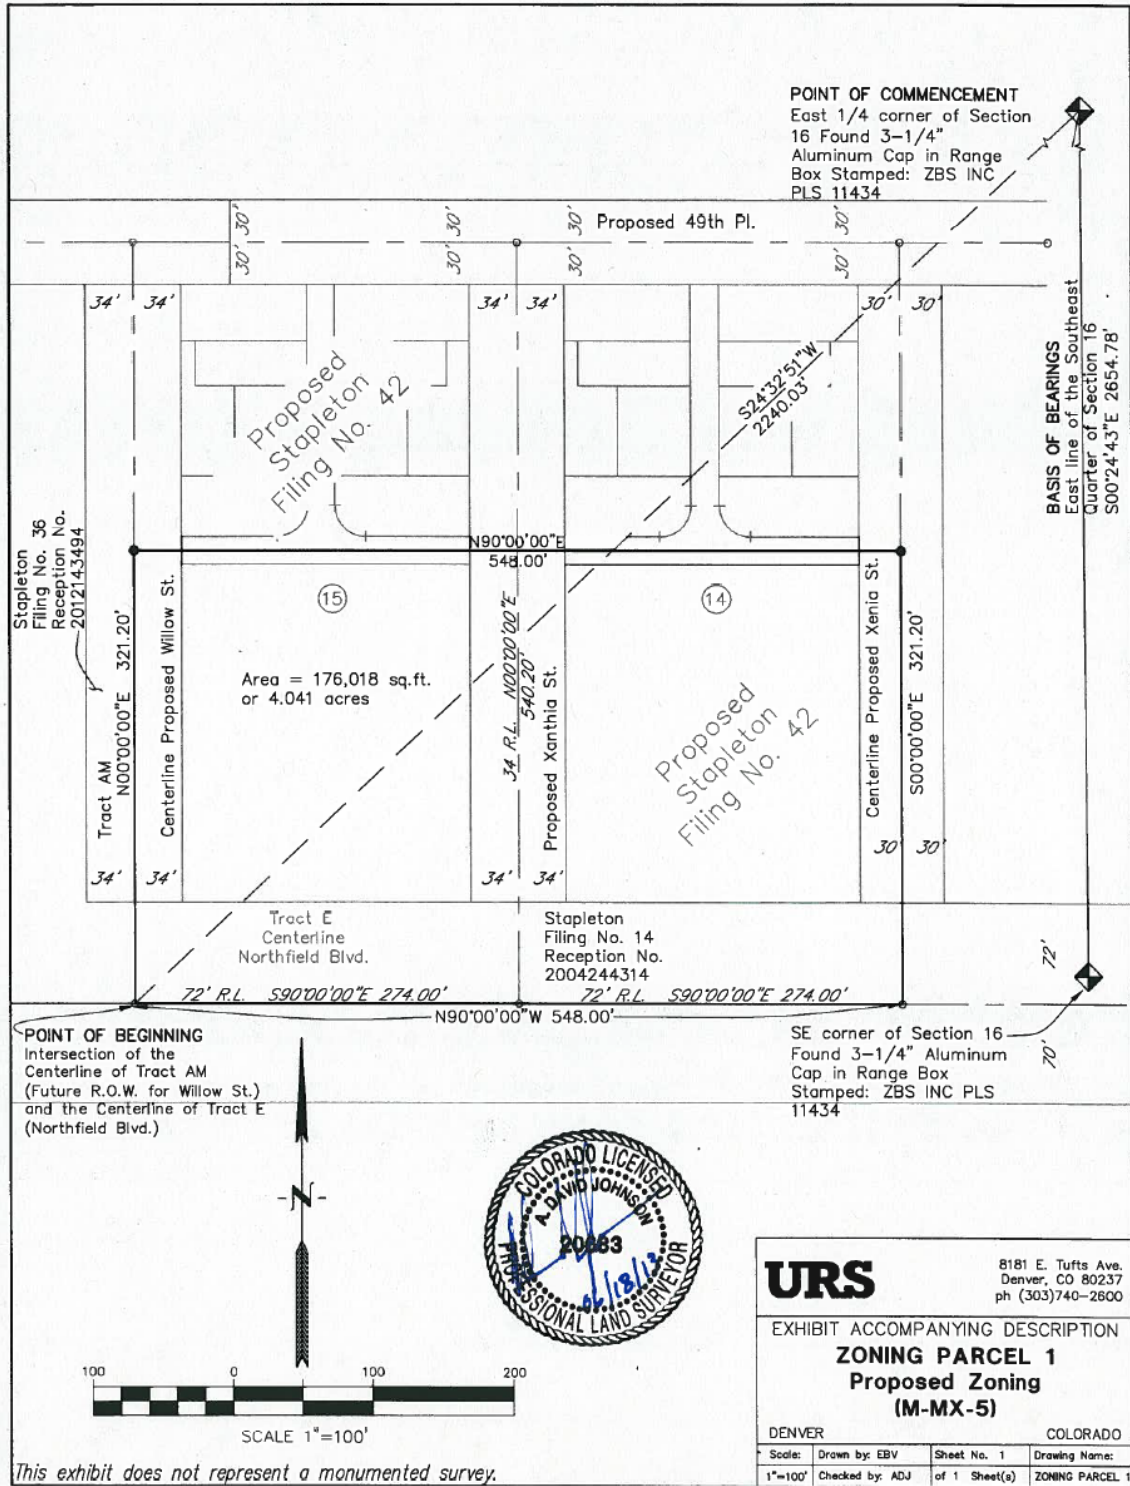 POINT OF COMMENCEMENT
East 1/4 corner of Section
16 Found 3-1/4"
Aluminum Cap in Range
Box Stamped: ZBS INC
PLS 11434
30' 30'
30' 30'
30' 30'
30' 30'
Proposed 49th Pl.
30' 30'
34' 34'
34' 34'
30' 30'
BASIS OF BEARINGS
East line of the Southeast
Quarter of Section 16
S00°24'43"E 2654.78'
S24°32'51"W
2240.03'
Proposed
Stapleton
Filing No. 42
Stapleton
Filing No. 36
Reception No.
2012143494
N90°00'00"E
548.00'
15
14
Area = 176,018 sq.ft.
or 4.041 acres
Tract AM
N00°00'00"E 321.20'
Centerline Proposed Willow St.
34 R.L. N00°00'00"E
540.20'
Proposed Xanthia St.
Proposed
Stapleton
Filing No. 42
Centerline Proposed Xenia St.
S00°00'00"E 321.20'
34' 34'
34' 34'
30' 30'
Tract E
Centerline
Northfield Blvd.
Stapleton
Filing No. 14
Reception No.
2004244314
72'
72' R.L. S90°00'00"E 274.00'
72' R.L. S90°00'00"E 274.00'
N90°00'00"W 548.00'
70'
POINT OF BEGINNING
Intersection of the
Centerline of Tract AM
(Future R.O.W. for Willow St.)
and the Centerline of Tract E
(Northfield Blvd.)
SE corner of Section 16
Found 3-1/4" Aluminum
Cap in Range Box
Stamped: ZBS INC PLS
11434
N
COLORADO LICENSED
A. DAVID JOHNSON
20683
06/18/13
PROFESSIONAL LAND SURVEYOR
100 0 100 200
SCALE 1"=100'
This exhibit does not represent a monumented survey.
URS
8181 E. Tufts Ave.
Denver, CO 80237
ph (303)740-2600
EXHIBIT ACCOMPANYING DESCRIPTION
ZONING PARCEL 1
Proposed Zoning
(M-MX-5)
DENVER COLORADO
Scale: Drawn by: EBV Sheet No. 1 Drawing Name:
1"=100' Checked by: ADJ of 1 Sheet(s) ZONING PARCEL 1